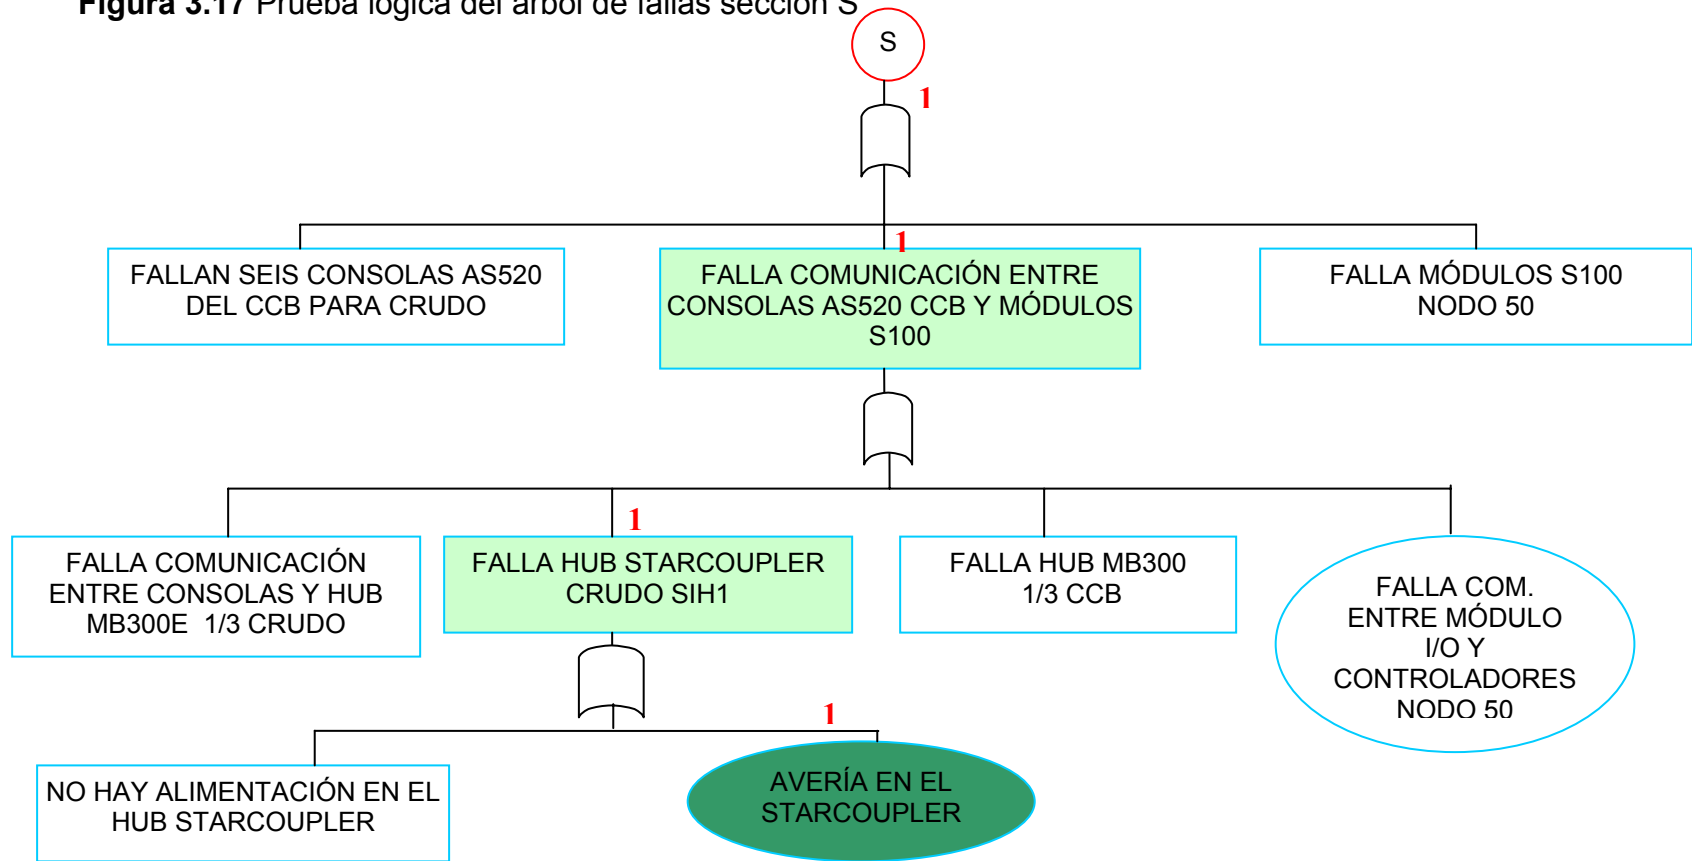 Figura 3.17 Prueba lógica del árbol de fallas sección S
S
1
1
FALLAN SEIS CONSOLAS AS520
DEL CCB PARA CRUDO
FALLA COMUNICACIÓN ENTRE
CONSOLAS AS520 CCB Y MÓDULOS
S100
FALLA MÓDULOS S100
NODO 50
1
FALLA COMUNICACIÓN
ENTRE CONSOLAS Y HUB
MB300E 1/3 CRUDO
FALLA HUB STARCOUPLER
CRUDO SIH1
FALLA HUB MB300
1/3 CCB
FALLA COM.
ENTRE MÓDULO
I/O Y
CONTROLADORES
NODO 50
1
NO HAY ALIMENTACIÓN EN EL
HUB STARCOUPLER
AVERÍA EN EL
STARCOUPLER